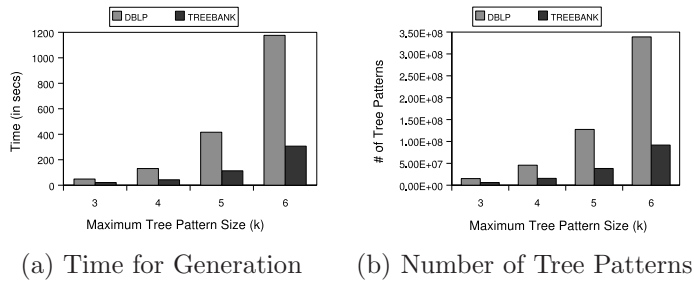 DBLP TREEBANK
1200
1000
800
600
400
200
0
Time (in secs)
3 4 5 6
Maximum Tree Pattern Size (k)
(a) Time for Generation
DBLP TREEBANK
3.50E+08
3.00E+08
2.50E+08
2.00E+08
1.50E+08
1.00E+08
5.00E+07
0.00E+00
# of Tree Patterns
3 4 5 6
Maximum Tree Pattern Size (k)
(b) Number of Tree Patterns